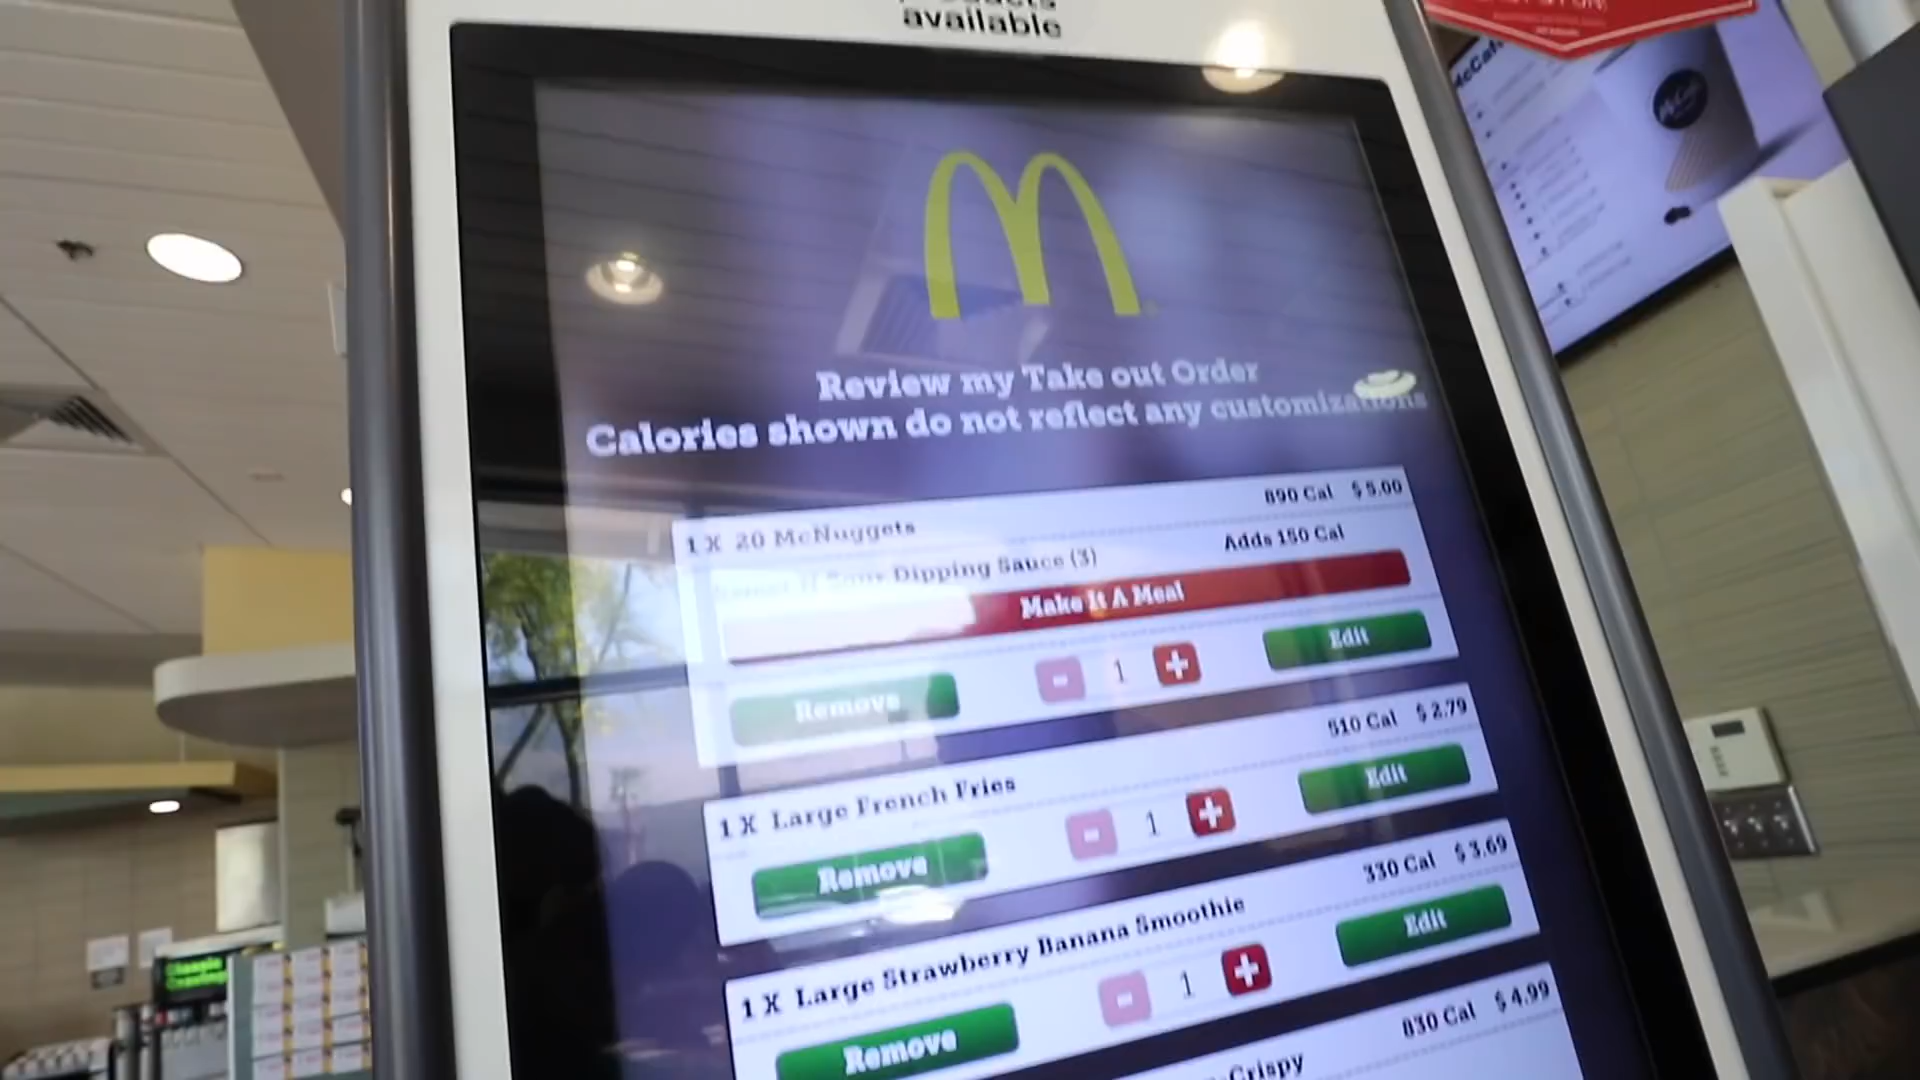 available
Review my Take out Order
Calories shown do not reflect any customizations
1 X 20 McNuggets 890 Cal $5.00
Dipping Sauce (3) Adds 150 Cal
Make It A Meal
Remove - 1 + Edit
1 X Large French Fries 510 Cal $2.79
Remove - 1 + Edit
1 X Large Strawberry Banana Smoothie 330 Cal $3.69
Remove - 1 + Edit
Crispy 830 Cal $4.99
McCafé